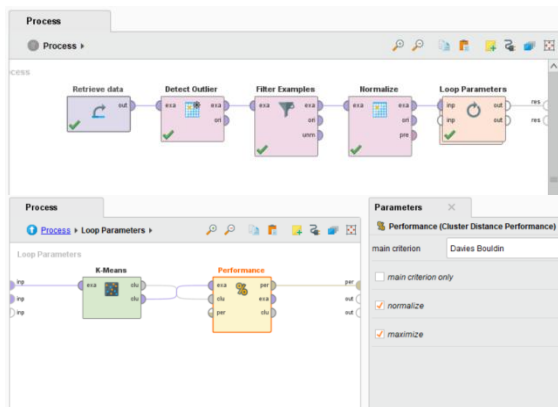 Process
Process
cess
Retrieve data
Detect Outlier
Filter Examples
Normalize
Loop Parameters
out
exa
exa
ori
exa
exa
ori
unm
exa
exa
ori
pre
inp
out
inp
out
res
res
Process
Process Loop Parameters
Loop Parameters
K-Means
Performance
inp
inp
inp
exa
clu
clu
exa
per
clu
exa
per
clu
per
out
out
Parameters
Performance (Cluster Distance Performance)
main criterion
Davies Bouldin
main criterion only
normalize
maximize